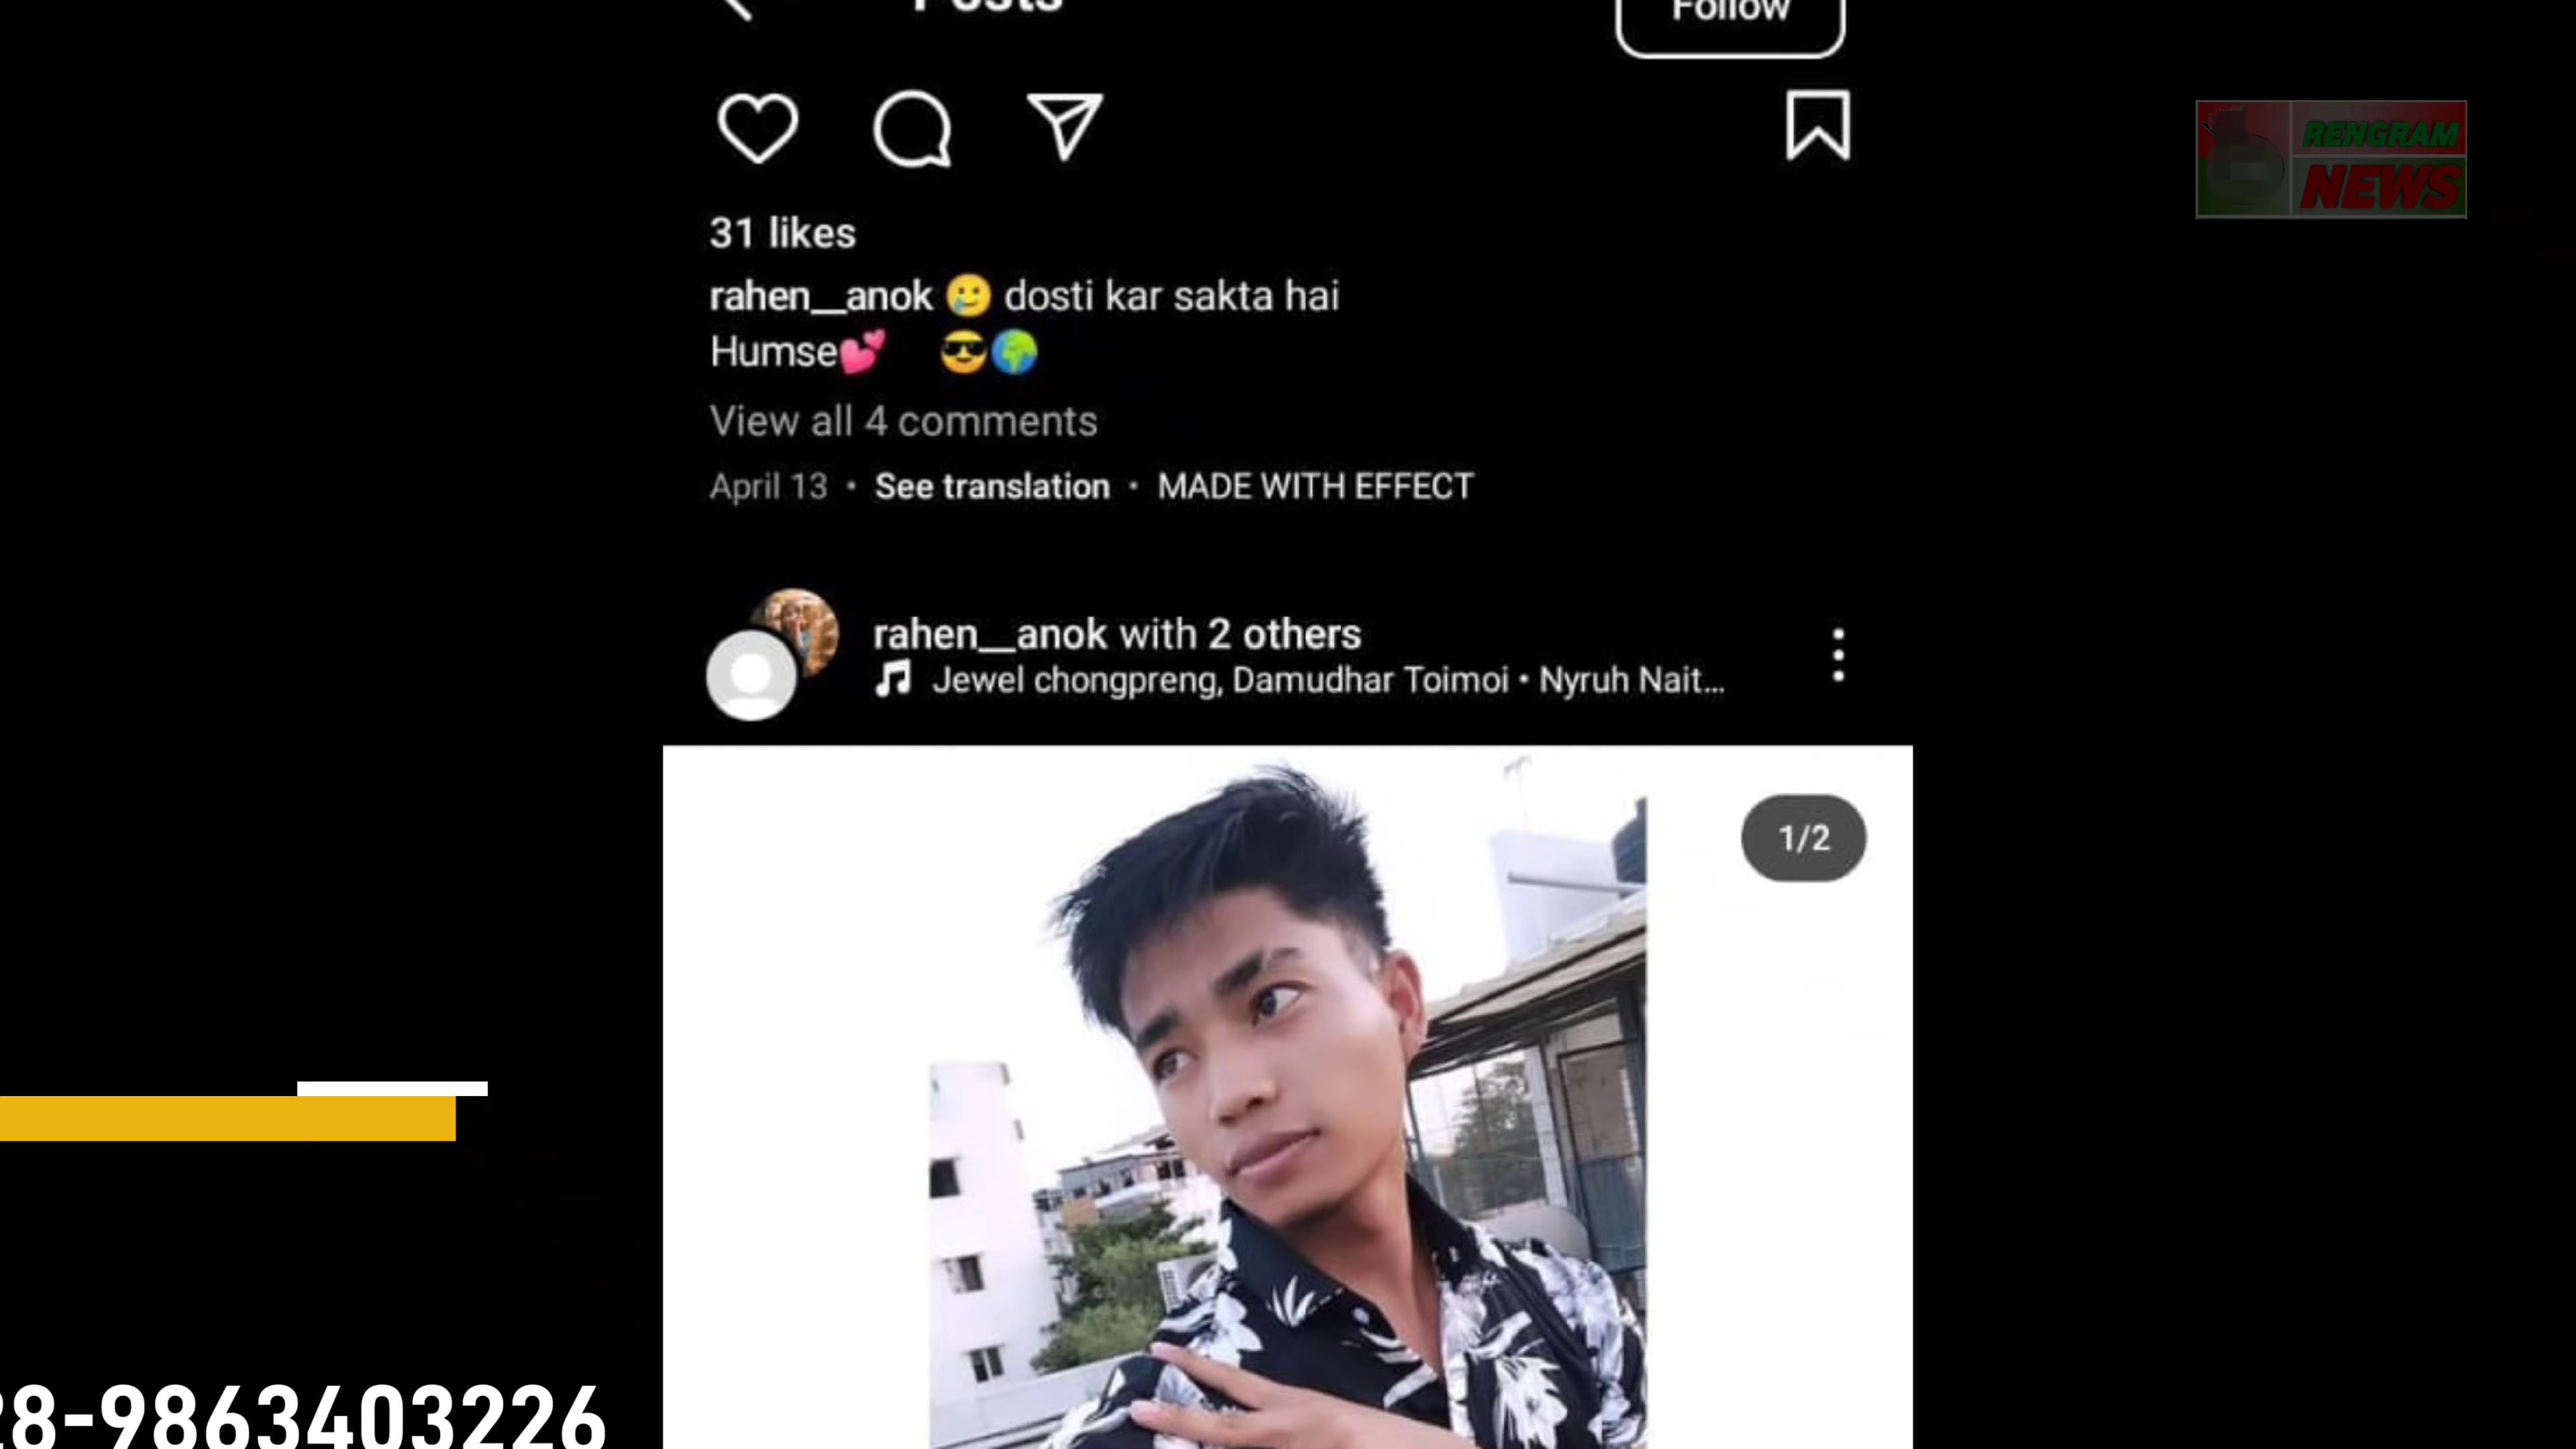 Posts
Follow
RENGRAM
NEWS
31 likes
rahen__anok 🥲 dosti kar sakta hai
Humse💕 😎🌍
View all 4 comments
April 13 • See translation • MADE WITH EFFECT
rahen__anok with 2 others
Jewel chongpreng, Damudhar Toimoi • Nyruh Nait...
1/2
8-9863403226